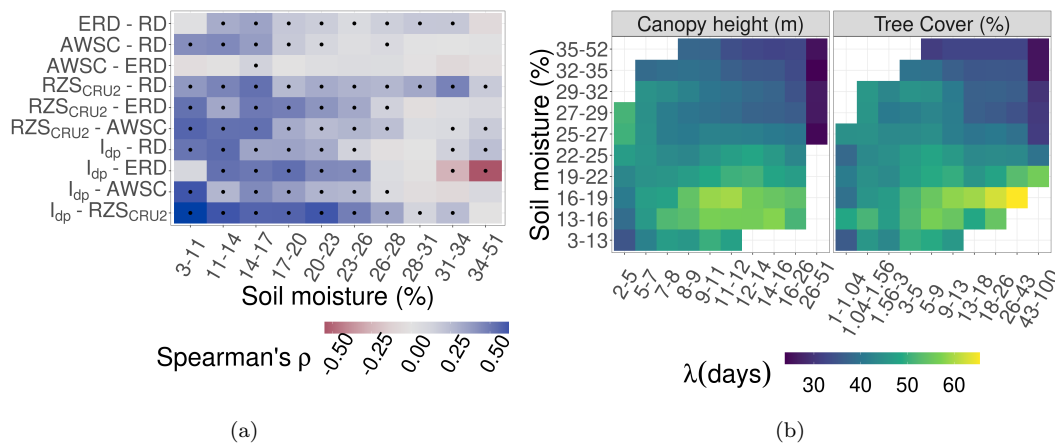 ERD - RD
AWSC - RD
AWSC - ERD
RZS_CRU2 - RD
RZS_CRU2 - ERD
RZS_CRU2 - AWSC
I_dp - RD
I_dp - ERD
I_dp - AWSC
I_dp - RZS_CRU2
3-11 11-14 14-17 17-20 20-23 23-26 26-28 28-31 31-34 34-51
Soil moisture (%)
Spearman's ρ
-0.50 -0.25 0.00 0.25 0.50
(a)
Canopy height (m) Tree Cover (%)
Soil moisture (%)
35-52
32-35
29-32
27-29
25-27
22-25
19-22
16-19
13-16
3-13
2-5 5-7 7-8 8-9 9-11 11-12 12-14 14-16 16-26 26-51
1-1.04 1.04-1.56 1.56-3 3-5 5-9 9-13 13-18 18-26 26-43 43-100
λ(days)
30 40 50 60
(b)